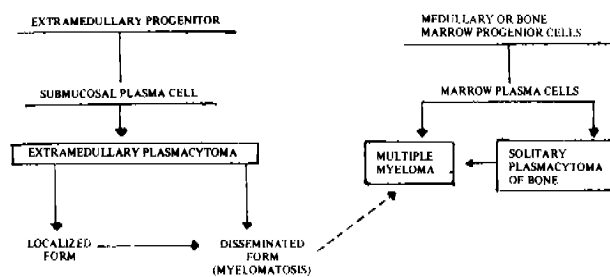 EXTRAMEDULLARY PROGENITOR
SUBMUCOSAL PLASMA CELL
EXTRAMEDULLARY PLASMACYTOMA
LOCALIZED
FORM
DISSEMINATED
FORM
(MYELOMATOSIS)
MEDULLARY OR BONE
MARROW PROGENIOR CELLS
MARROW PLASMA CELLS
MULTIPLE
MYELOMA
SOLITARY
PLASMACYTOMA
OF BONE